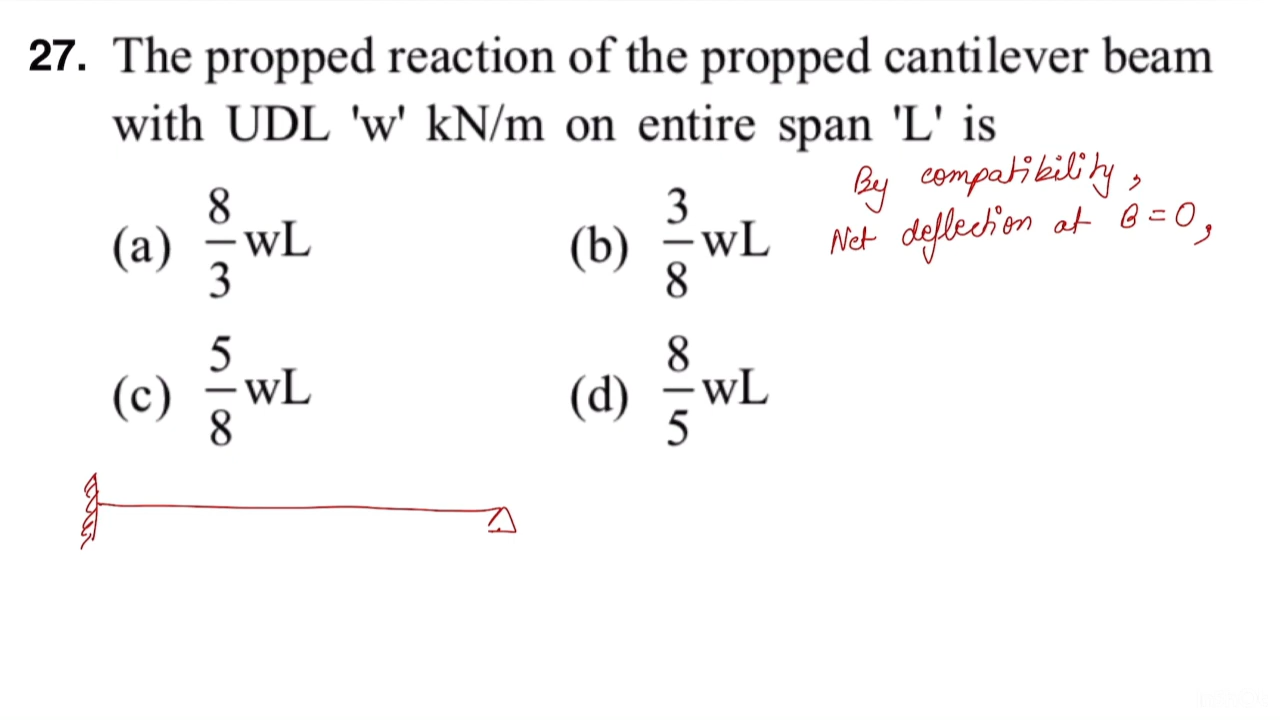 27. The propped reaction of the propped cantilever beam
with UDL 'w' kN/m on entire span 'L' is
By compatibility,
Net deflection at B = 0,
(a) 8/3 wL (b) 3/8 wL
(c) 5/8 wL (d) 8/5 wL